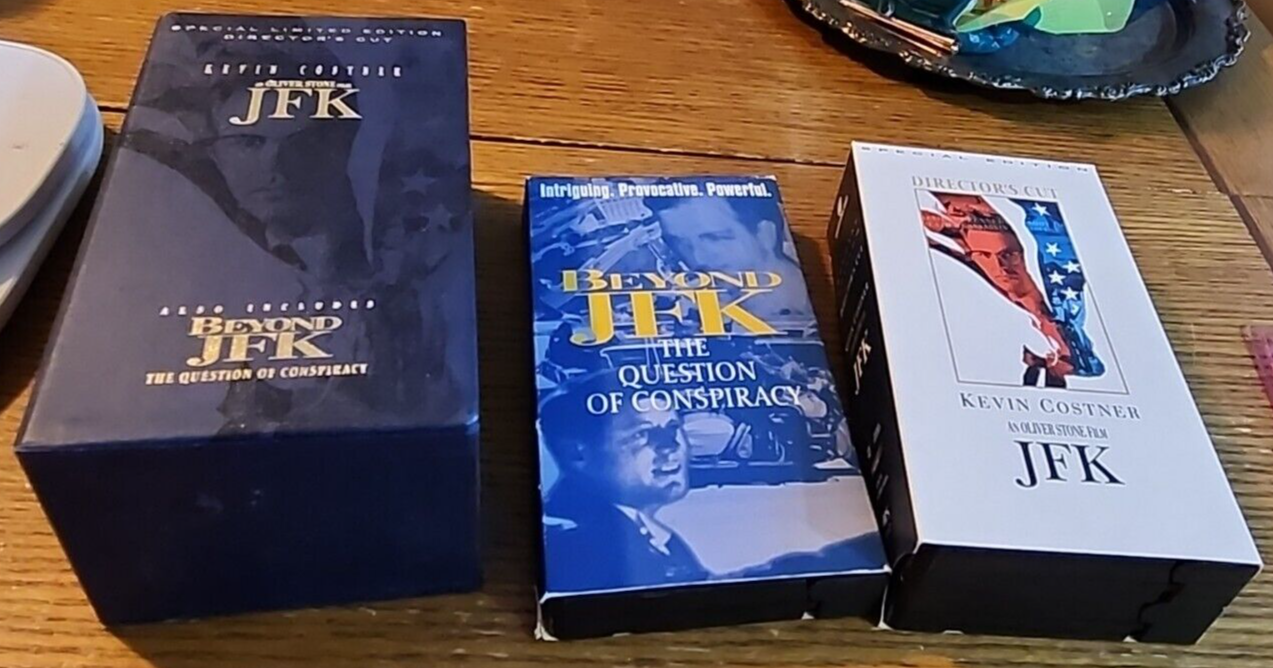 SPECIAL LIMITED EDITION
DIRECTOR'S CUT
KEVIN COSTNER
AN OLIVER STONE FILM
JFK
ALSO INCLUDED
BEYOND
JFK
THE QUESTION OF CONSPIRACY
Intriguing. Provocative. Powerful.
BEYOND
JFK
THE
QUESTION
OF CONSPIRACY
SPECIAL EDITION
DIRECTOR'S CUT
KEVIN COSTNER
AN OLIVER STONE FILM
JFK
JFK